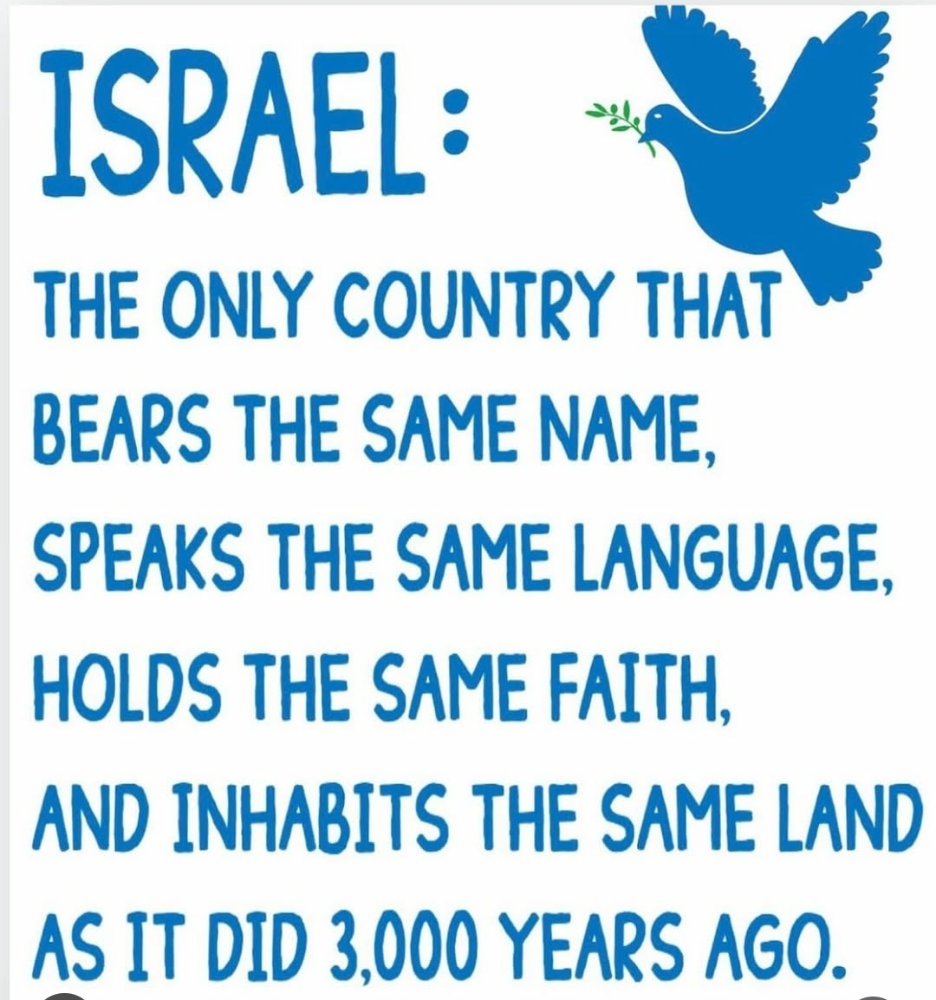 ISRAEL:
THE ONLY COUNTRY THAT
BEARS THE SAME NAME,
SPEAKS THE SAME LANGUAGE,
HOLDS THE SAME FAITH,
AND INHABITS THE SAME LAND
AS IT DID 3,000 YEARS AGO.